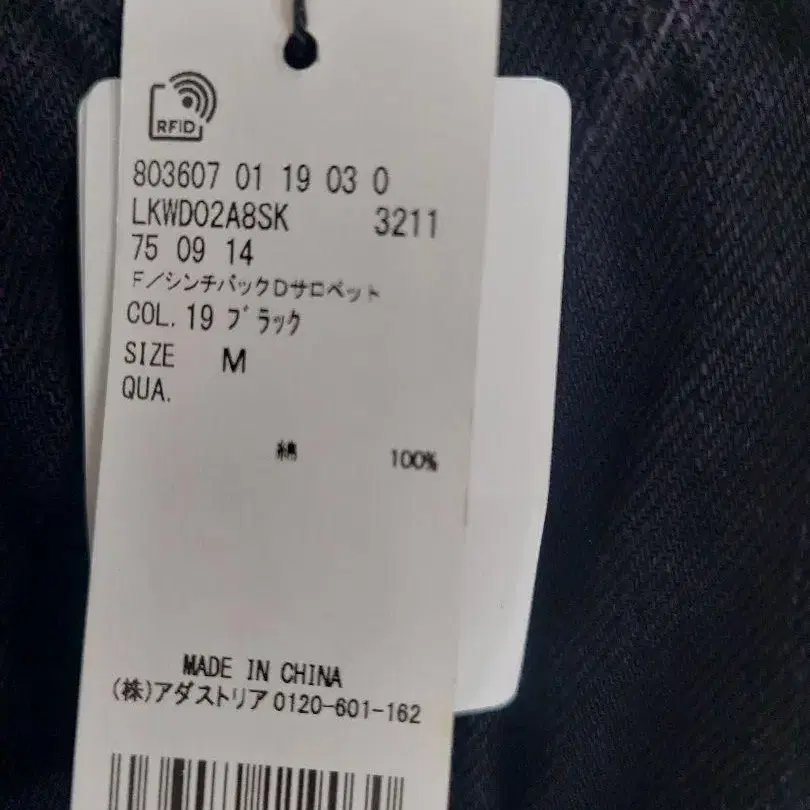 RFID
803607 01 19 03 0
LKWDO2A8SK 3211
75 09 14
F/シンチバックDサロペット
COL. 19 ブラック
SIZE M
QUA.
綿 100%
MADE IN CHINA
(株)アダストリア 0120-601-162